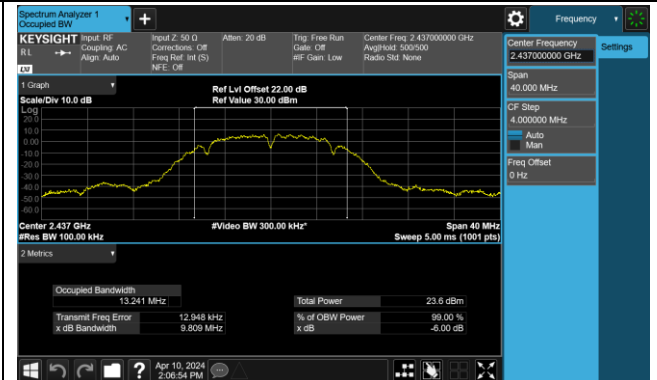 Spectrum Analyzer 1
Occupied BW
Frequency
KEYSIGHT
Input: RF
Coupling: AC
Align: Auto
Input Z: 50 Ω
Corrections: Off
Freq Ref: Int (S)
NFE: Off
Atten: 20 dB
Trig: Free Run
Gate: Off
#IF Gain: Low
Center Freq: 2.437000000 GHz
Avg|Hold: 500/500
Radio Std: None
RL
LXI
Center Frequency
2.437000000 GHz
Settings
Span
40.000 MHz
CF Step
4.000000 MHz
Auto
Man
Freq Offset
0 Hz
1 Graph
Scale/Div 10.0 dB
Ref Lvl Offset 22.00 dB
Ref Value 30.00 dBm
Log
20.0
10.0
0.00
-10.0
-20.0
-30.0
-40.0
-50.0
-60.0
Center 2.437 GHz
#Res BW 100.00 kHz
#Video BW 300.00 kHz*
Span 40 MHz
Sweep 5.00 ms (1001 pts)
2 Metrics
Occupied Bandwidth
13.241 MHz
Total Power 23.6 dBm
Transmit Freq Error 12.948 kHz
% of OBW Power 99.00 %
x dB Bandwidth 9.809 MHz
x dB -6.00 dB
Apr 10, 2024
2:06:54 PM